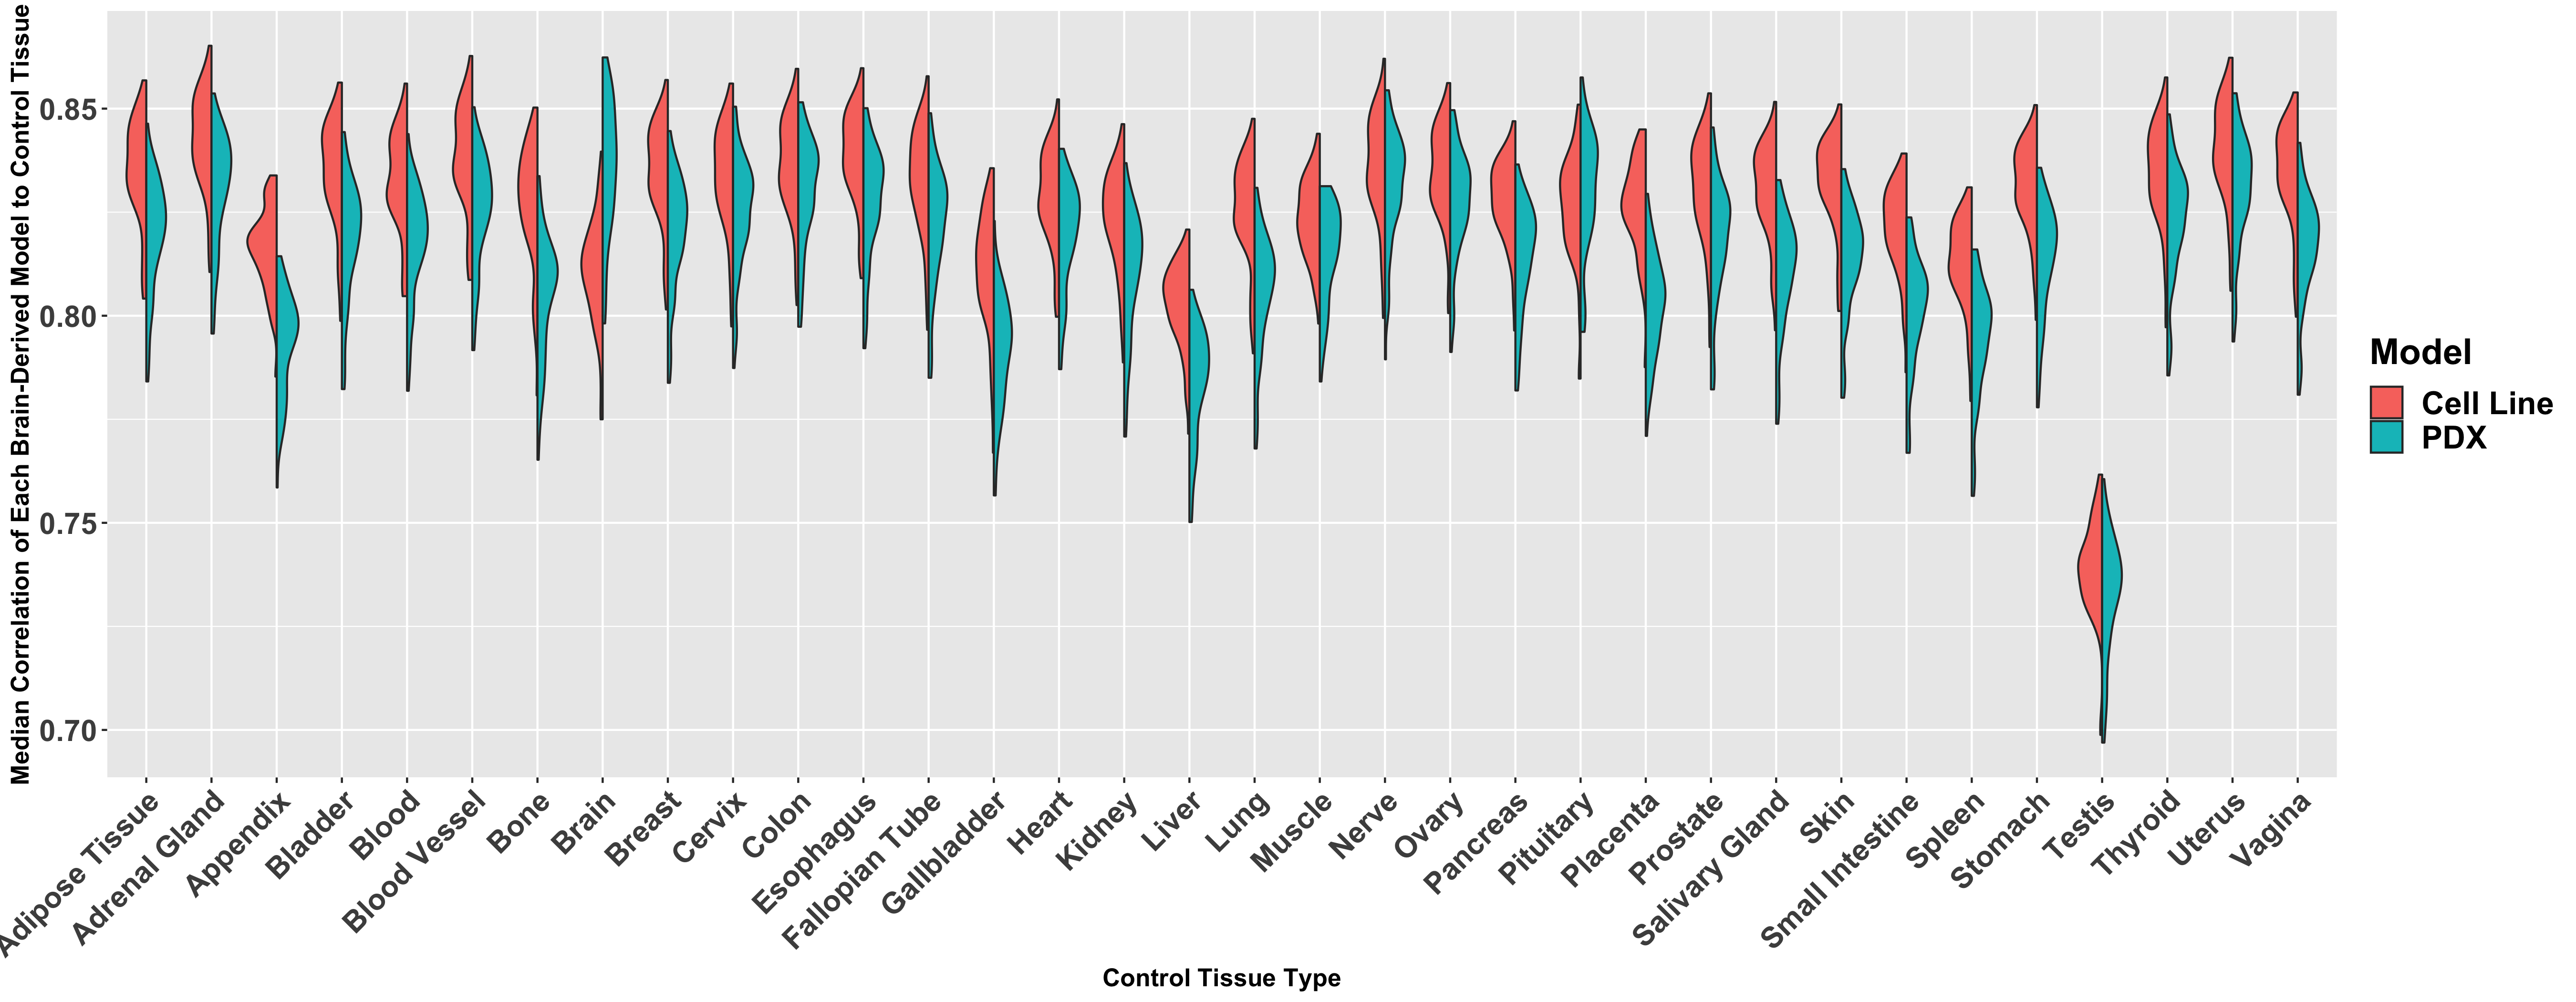 Median Correlation of Each Brain-Derived Model to Control Tissue
0.85
0.80
0.75
0.70
Adipose Tissue
Adrenal Gland
Appendix
Bladder
Blood
Blood Vessel
Bone
Brain
Breast
Cervix
Colon
Esophagus
Fallopian Tube
Gallbladder
Heart
Kidney
Liver
Lung
Muscle
Nerve
Ovary
Pancreas
Pituitary
Placenta
Prostate
Salivary Gland
Skin
Small Intestine
Spleen
Stomach
Testis
Thyroid
Uterus
Vagina
Control Tissue Type
Model
Cell Line
PDX